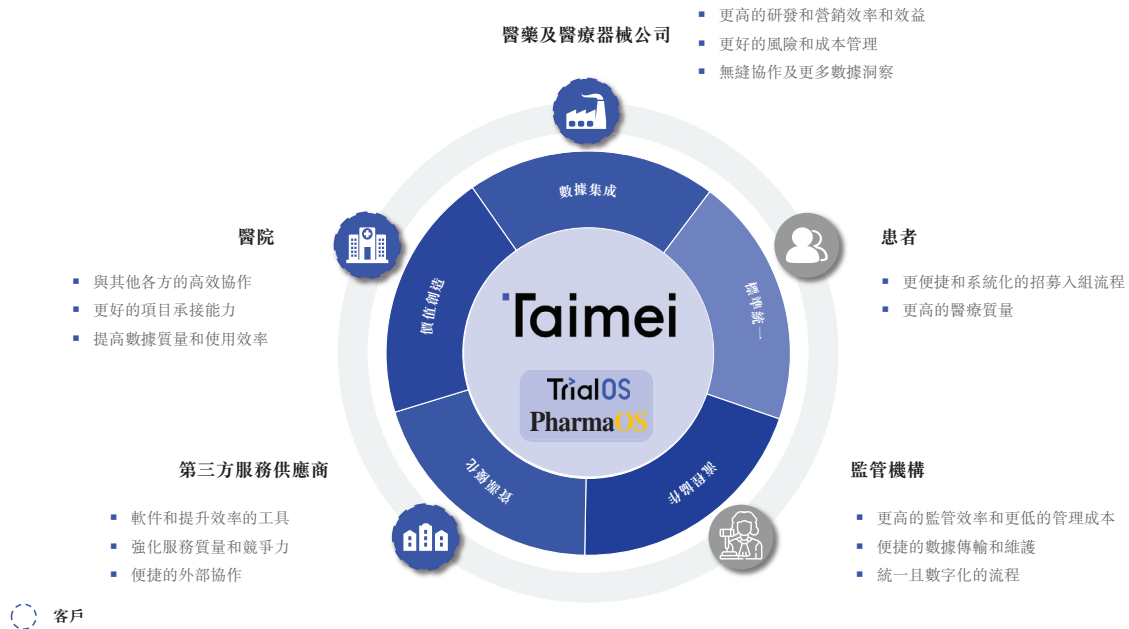 醫藥及醫療器械公司
更高的研發和營銷效率和效益
更好的風險和成本管理
無縫協作及更多數據洞察
數據集成
醫院
與其他各方的高效協作
更好的項目承接能力
提高數據質量和使用效率
價值創造
標準統一
患者
更便捷和系統化的招募入組流程
更高的醫療質量
Taimei
TrialOS
PharmaOS
第三方服務供應商
軟件和提升效率的工具
強化服務質量和競爭力
便捷的外部協作
資源優化
流程協作
監管機構
更高的監管效率和更低的管理成本
便捷的數據傳輸和維護
統一且數字化的流程
客戶